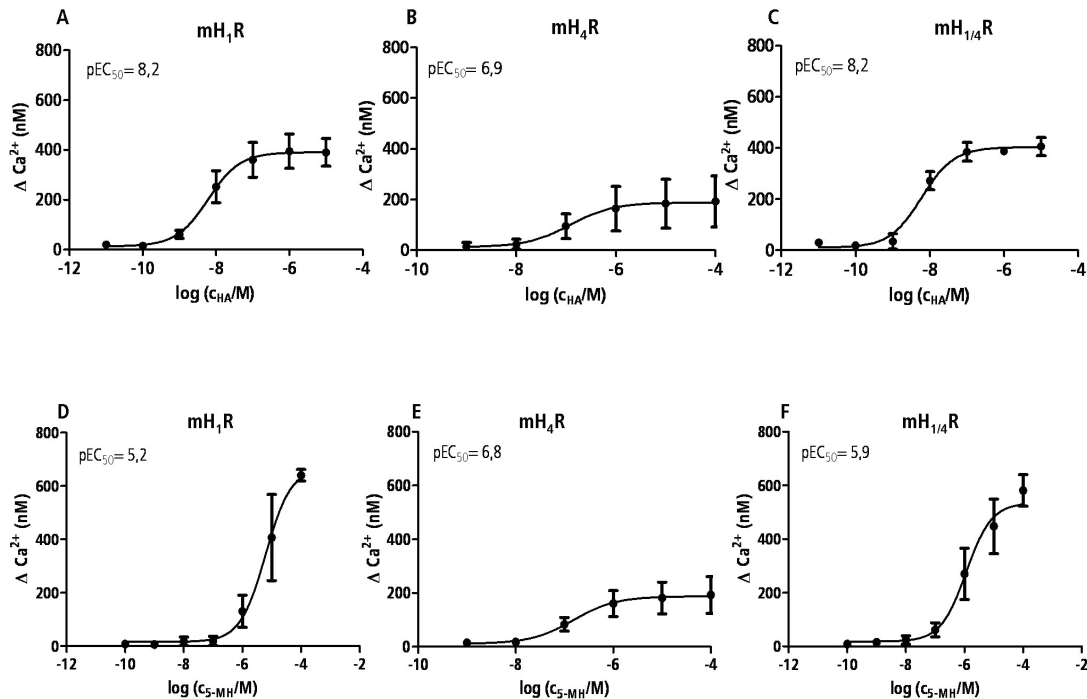 A
mH₁R
pEC₅₀= 8,2
Δ Ca²⁺ (nM)
800
600
400
200
0
-12
-10
-8
-6
-4
log (c_HA/M)
B
mH₄R
pEC₅₀= 6,9
Δ Ca²⁺ (nM)
800
600
400
200
0
-10
-8
-6
-4
log (c_HA/M)
C
mH₁/₄R
pEC₅₀= 8,2
Δ Ca²⁺ (nM)
800
600
400
200
0
-12
-10
-8
-6
-4
log (c_HA/M)
D
mH₁R
pEC₅₀= 5,2
Δ Ca²⁺ (nM)
800
600
400
200
0
-12
-10
-8
-6
-4
-2
log (c₅₋MH/M)
E
mH₄R
pEC₅₀= 6,8
Δ Ca²⁺ (nM)
800
600
400
200
0
-10
-8
-6
-4
log (c₅₋MH/M)
F
mH₁/₄R
pEC₅₀= 5,9
Δ Ca²⁺ (nM)
800
600
400
200
0
-12
-10
-8
-6
-4
-2
log (c₅₋MH/M)